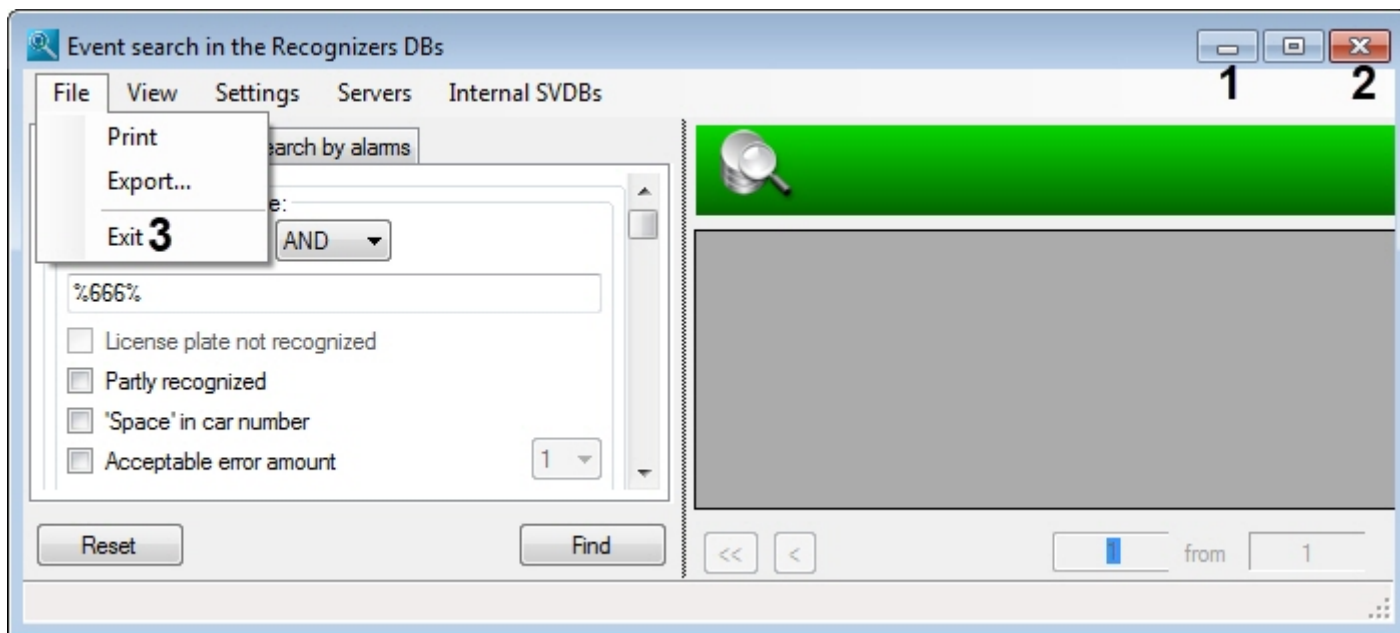 Event search in the Recognizers DBs
1 2
File View Settings Servers Internal SVDBs
Print
earch by alarms
Export...
e:
Exit 3
AND
%666%
License plate not recognized
Partly recognized
'Space' in car number
Acceptable error amount 1
Reset Find << < 1 from 1